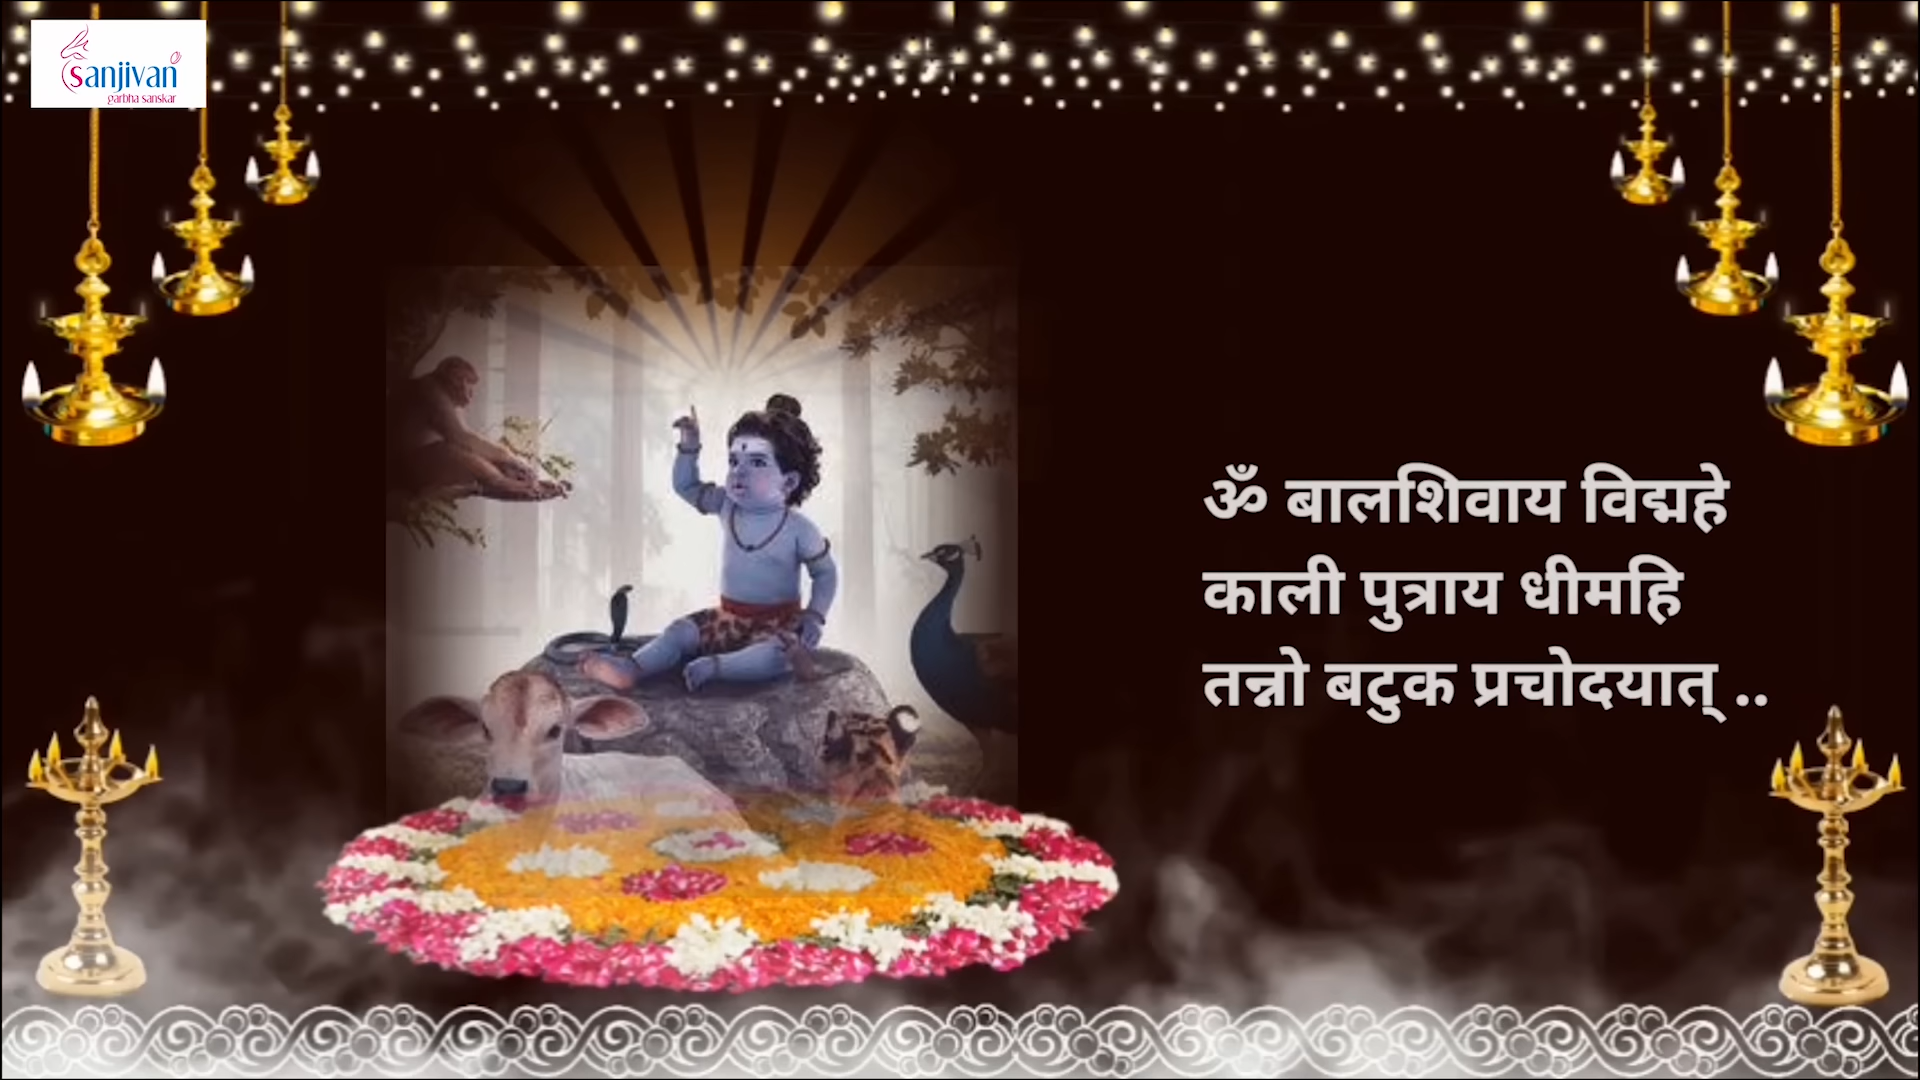 sanjivan
garbha sanskar
ॐ बालशिवाय विद्महे
काली पुत्राय धीमहि
तन्नो बटुक प्रचोदयात् ..